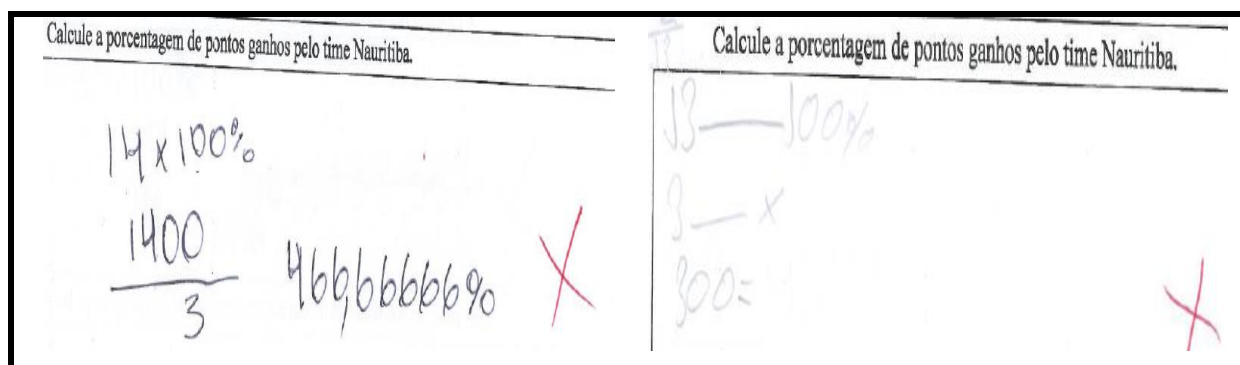 Calcule a porcentagem de pontos ganhos pelo time Nauritiba.
14 x 100%
1400
3
466,66666%
Calcule a porcentagem de pontos ganhos pelo time Nauritiba.
13 — 100%
3 — x
300=